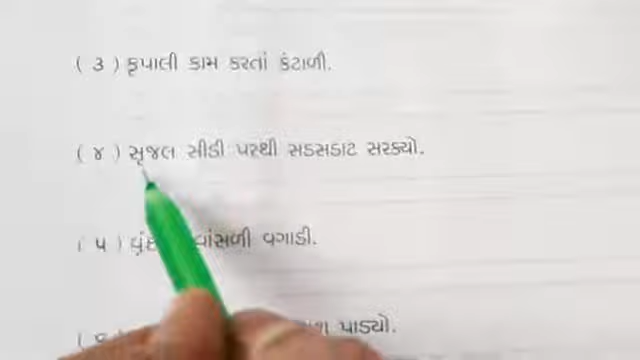 ( ૩ ) કૃપાલી કામ કરતાં કંટાળી.
( ૪ ) સૃજલ સીડી પરથી સડસડાટ સરક્યો.
( ૫ ) વાંસળી વગાડી.
પાડ્યો.